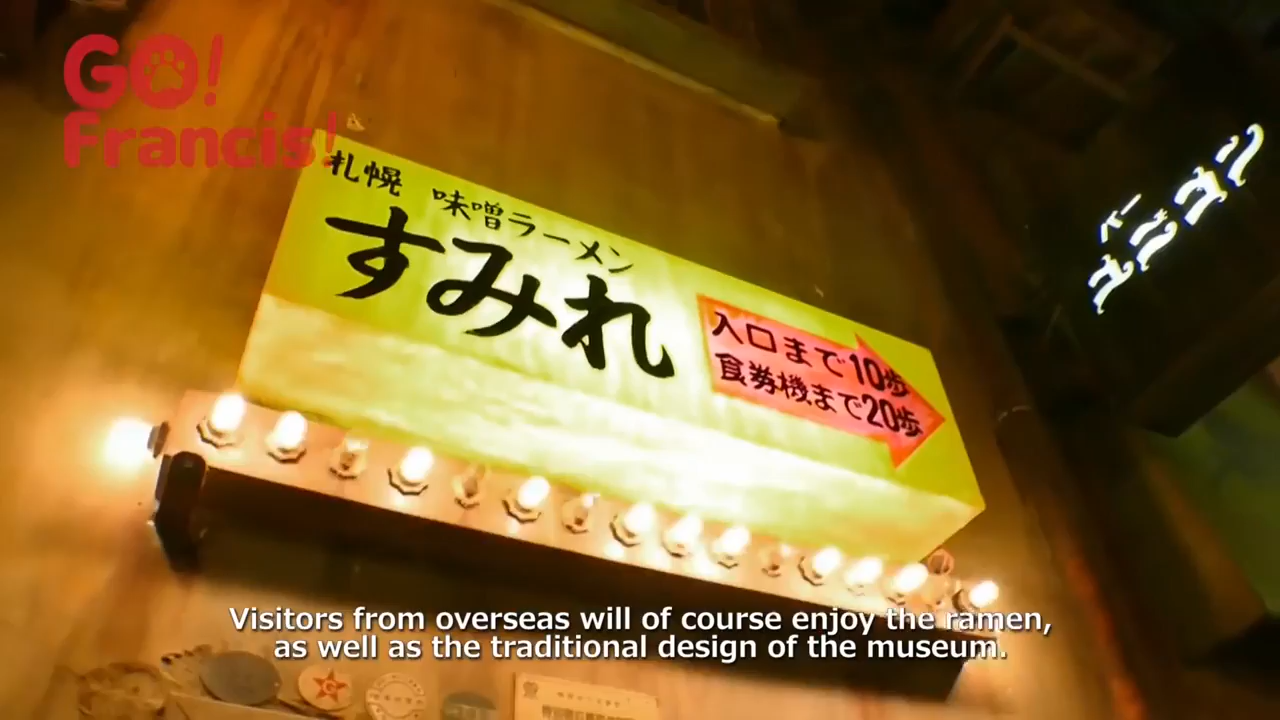 GO!
Francis!
札幌 味噌ラーメン
すみれ
入口まで10歩
食券機まで20歩
Visitors from overseas will of course enjoy the ramen,
as well as the traditional design of the museum.